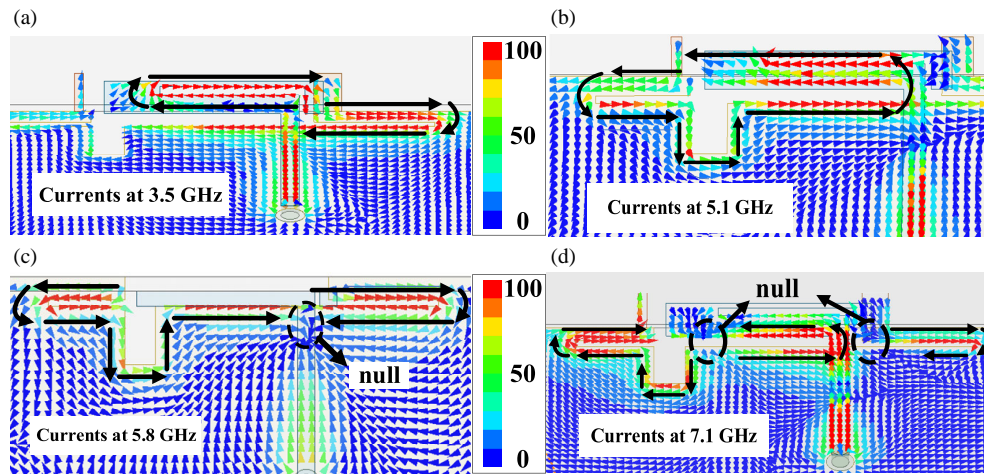 (a)
100
50
0
Currents at 3.5 GHz
(b)
Currents at 5.1 GHz
(c)
null
Currents at 5.8 GHz
100
50
0
(d)
null
Currents at 7.1 GHz